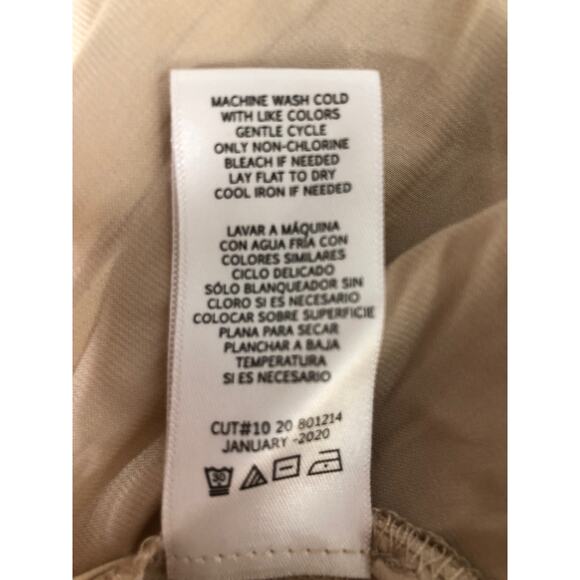 MACHINE WASH COLD
WITH LIKE COLORS
GENTLE CYCLE
ONLY NON-CHLORINE
BLEACH IF NEEDED
LAY FLAT TO DRY
COOL IRON IF NEEDED
LAVAR A MÁQUINA
CON AGUA FRÍA CON
COLORES SIMILARES
CICLO DELICADO
SÓLO BLANQUEADOR SIN
CLORO SI ES NECESARIO
COLOCAR SOBRE SUPERFICIE
PLANA PARA SECAR
PLANCHAR A BAJA
TEMPERATURA
SI ES NECESARIO
CUT#10 20 801214
JANUARY -2020
30